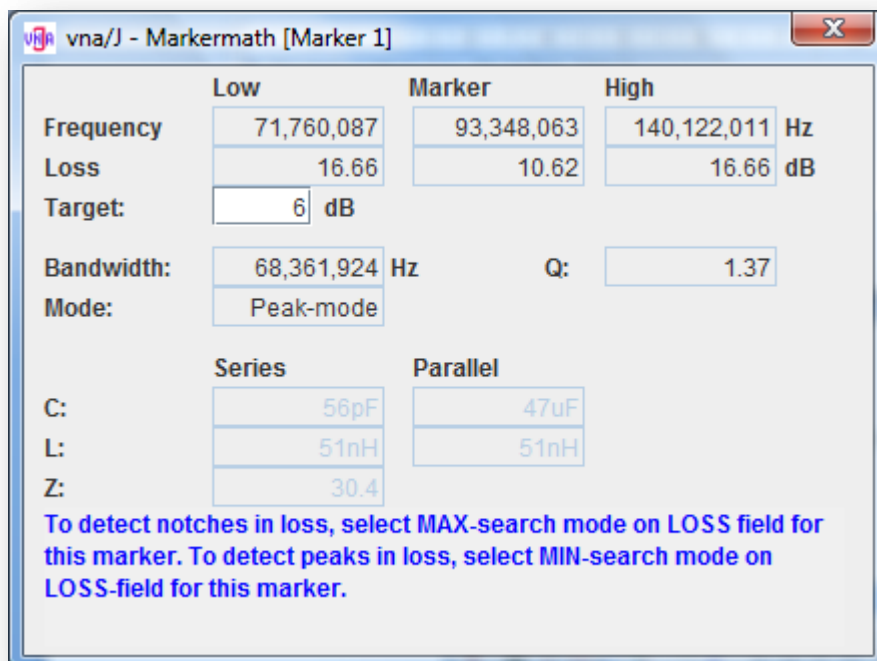 vna/J - Markermath [Marker 1]
Low Marker High
Frequency 71,760,087 93,348,063 140,122,011 Hz
Loss 16.66 10.62 16.66 dB
Target: 6 dB
Bandwidth: 68,361,924 Hz Q: 1.37
Mode: Peak-mode
Series Parallel
C: 56pF 47uF
L: 51nH 51nH
Z: 30.4
To detect notches in loss, select MAX-search mode on LOSS field for
this marker. To detect peaks in loss, select MIN-search mode on
LOSS-field for this marker.